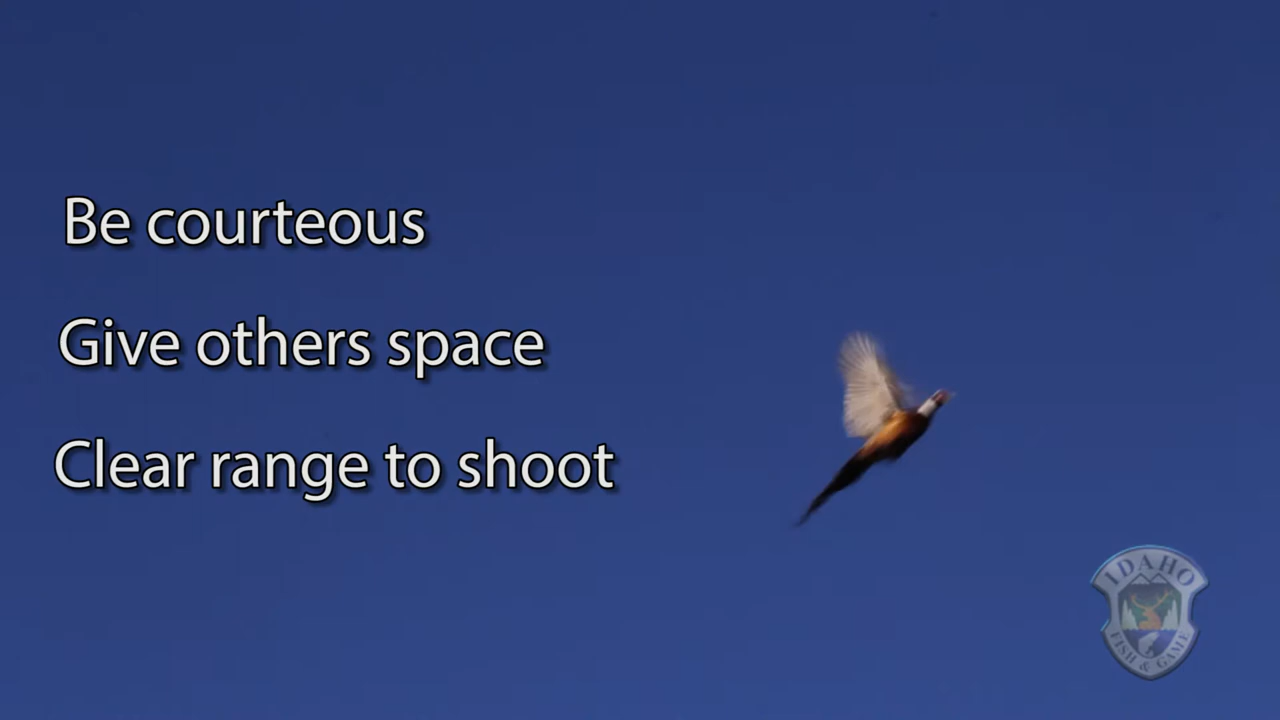 Be courteous
Give others space
Clear range to shoot
IDAHO
FISH & GAME